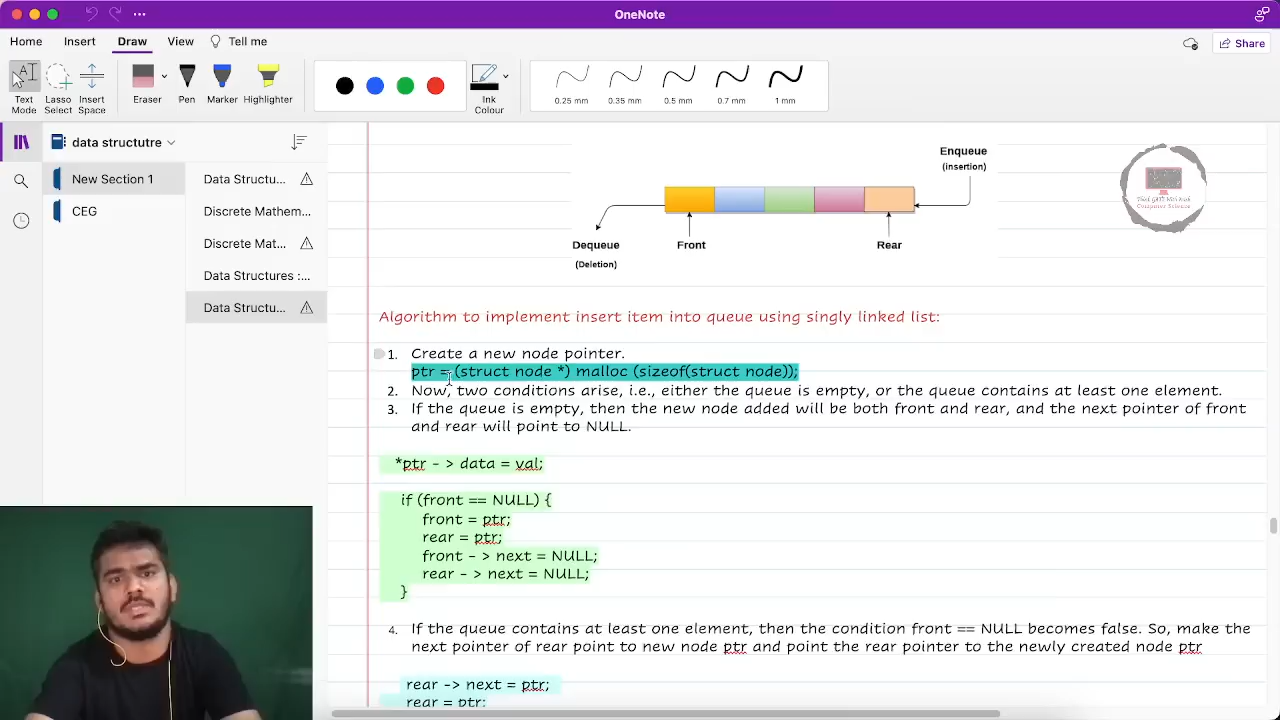 OneNote
Home Insert Draw View Tell me
Share
Text Mode
Lasso Select
Insert Space
Eraser
Pen
Marker
Highlighter
Ink Colour
0.25 mm
0.35 mm
0.5 mm
0.7 mm
1 mm
data structutre
New Section 1
CEG
Data Structu...
Discrete Mathem...
Discrete Mat...
Data Structures :...
Data Structu...
Enqueue
(insertion)
Dequeue
(Deletion)
Front
Rear
Computer Science
Algorithm to implement insert item into queue using singly linked list:
1. Create a new node pointer.
ptr = (struct node *) malloc (sizeof(struct node));
2. Now, two conditions arise, i.e., either the queue is empty, or the queue contains at least one element.
3. If the queue is empty, then the new node added will be both front and rear, and the next pointer of front
and rear will point to NULL.
*ptr - > data = val;
if (front == NULL) {
front = ptr;
rear = ptr;
front - > next = NULL;
rear - > next = NULL;
}
4. If the queue contains at least one element, then the condition front == NULL becomes false. So, make the
next pointer of rear point to new node ptr and point the rear pointer to the newly created node ptr
rear -> next = ptr;
rear = ptr;